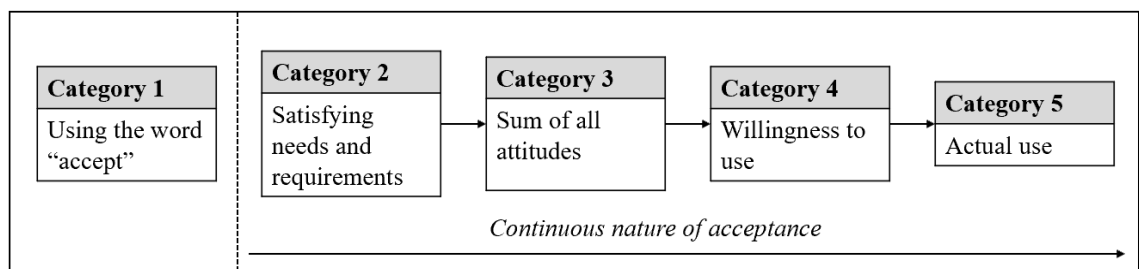 Category 1
Using the word
“accept”
Category 2
Satisfying
needs and
requirements
Category 3
Sum of all
attitudes
Category 4
Willingness to
use
Category 5
Actual use
Continuous nature of acceptance